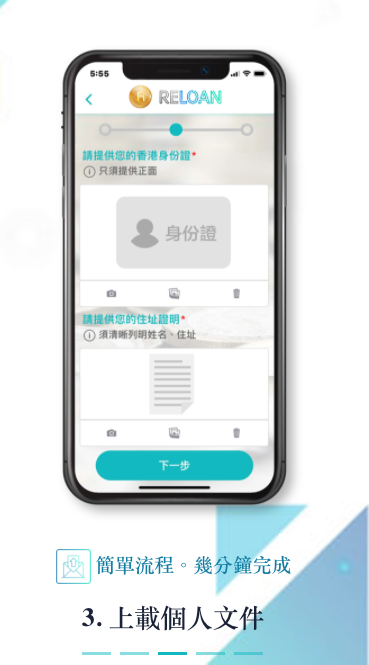 5:55
RELOAN
請提供您的香港身份證*
只須提供正面
身份證
請提供您的住址證明*
須清晰列明姓名、住址
下一步
簡單流程。幾分鐘完成
3. 上載個人文件